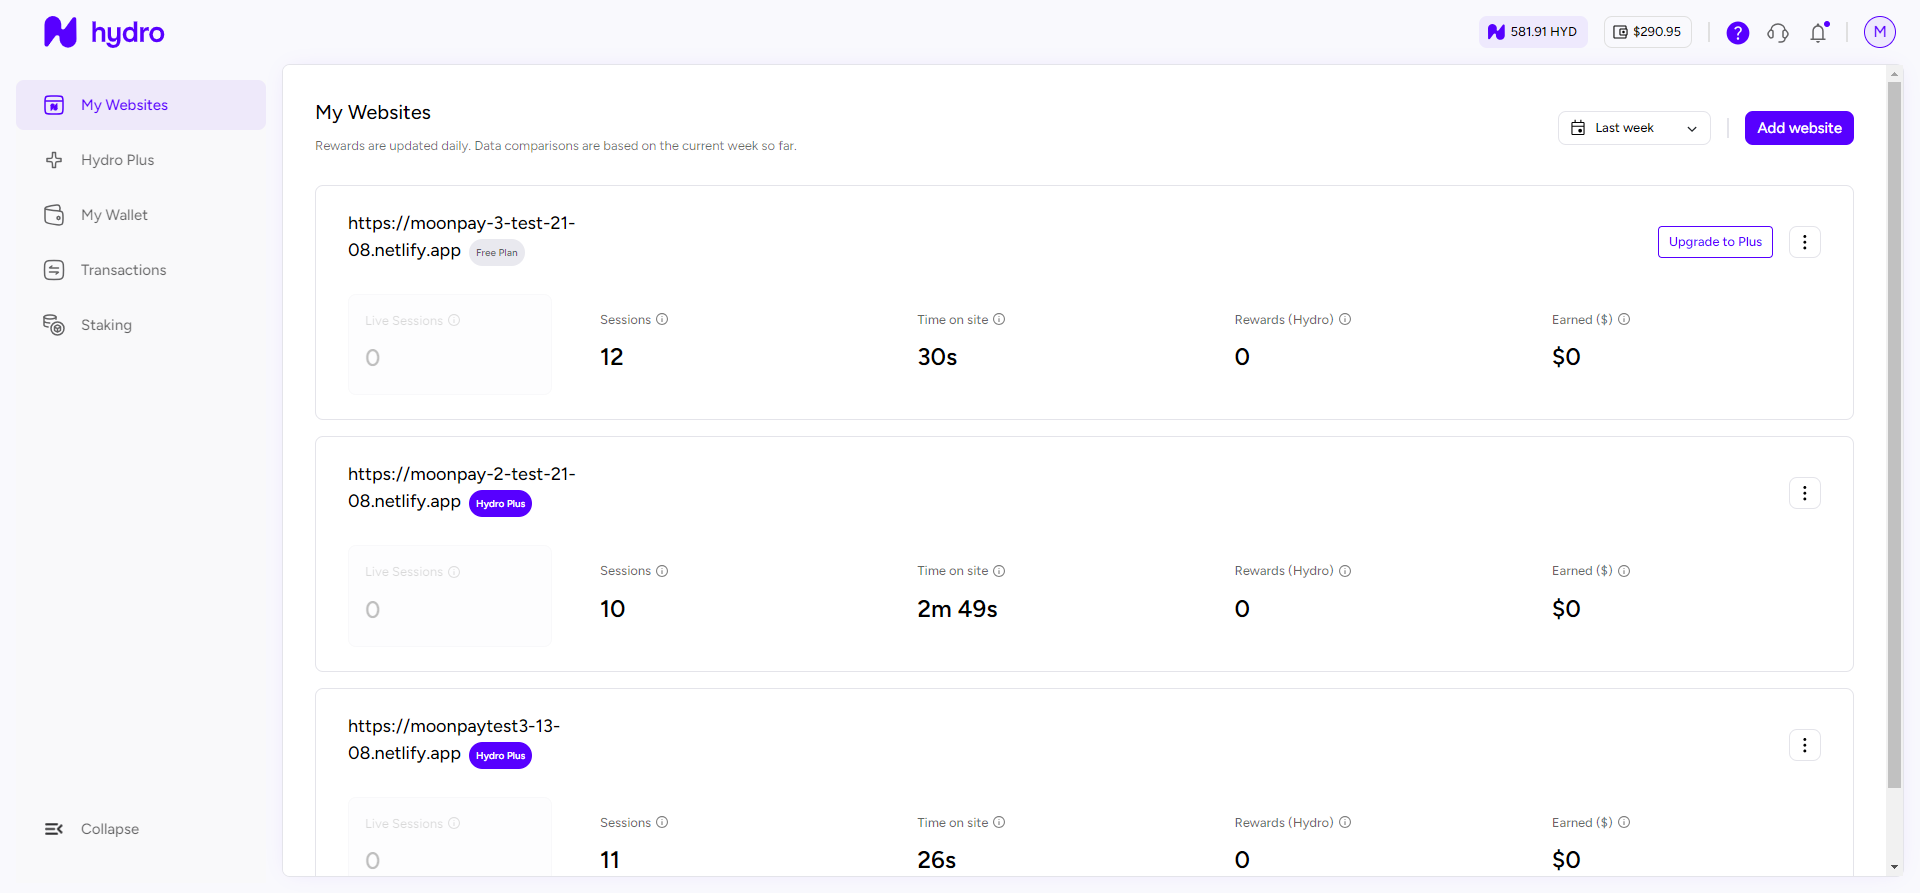 hydro
581.91 HYD
$290.95
?
M
My Websites
Hydro Plus
My Wallet
Transactions
Staking
Collapse
My Websites
Rewards are updated daily. Data comparisons are based on the current week so far.
Last week
Add website
https://moonpay-3-test-21-
08.netlify.app Free Plan
Upgrade to Plus
Live Sessions
0
Sessions
12
Time on site
30s
Rewards (Hydro)
0
Earned ($)
$0
https://moonpay-2-test-21-
08.netlify.app Hydro Plus
Live Sessions
0
Sessions
10
Time on site
2m 49s
Rewards (Hydro)
0
Earned ($)
$0
https://moonpaytest3-13-
08.netlify.app Hydro Plus
Live Sessions
0
Sessions
11
Time on site
26s
Rewards (Hydro)
0
Earned ($)
$0